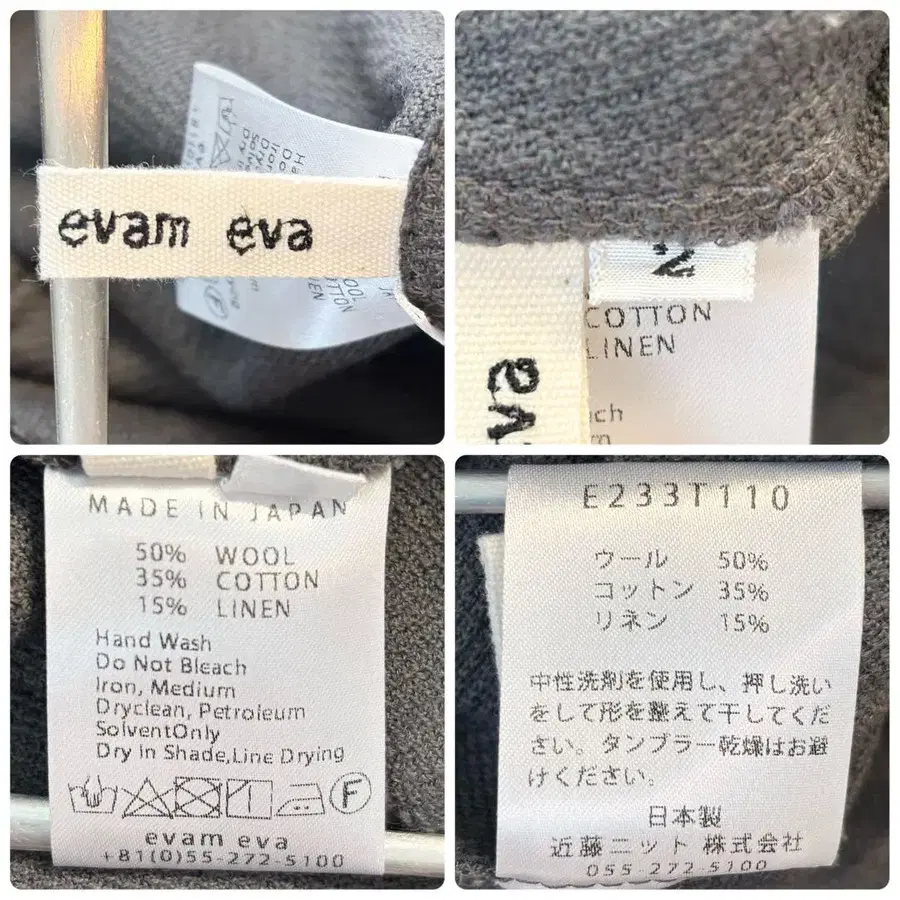 evam eva
WOOL
COTTON
LINEN
2
COTTON
LINEN
eva
MADE IN JAPAN
50% WOOL
35% COTTON
15% LINEN
Hand Wash
Do Not Bleach
Iron, Medium
Dryclean, Petroleum
SolventOnly
Dry In Shade,Line Drying
F
evam eva
+81(0)55-272-5100
E233T110
ウール 50%
コットン 35%
リネン 15%
中性洗剤を使用し、押し洗い
をして形を整えて干してくだ
さい。タンブラー乾燥はお避
けください。
日本製
近藤ニット 株式会社
055-272-5100